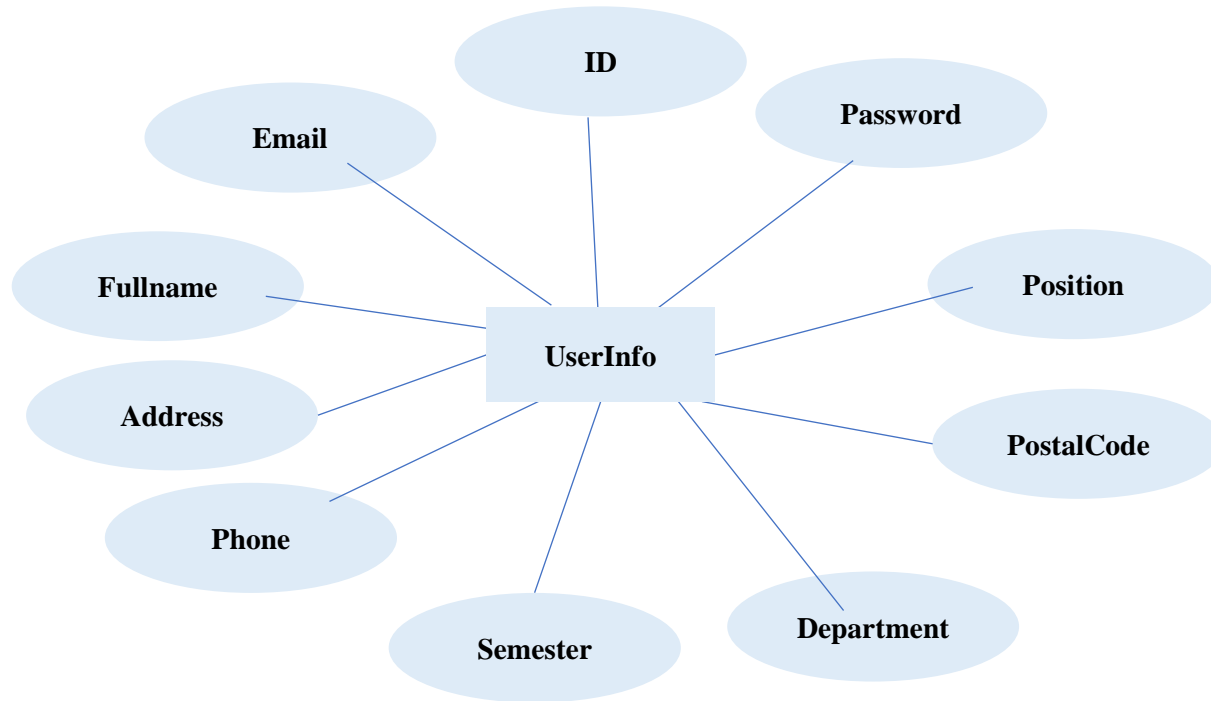 ID
Password
Email
Position
Fullname
UserInfo
Address
PostalCode
Phone
Department
Semester